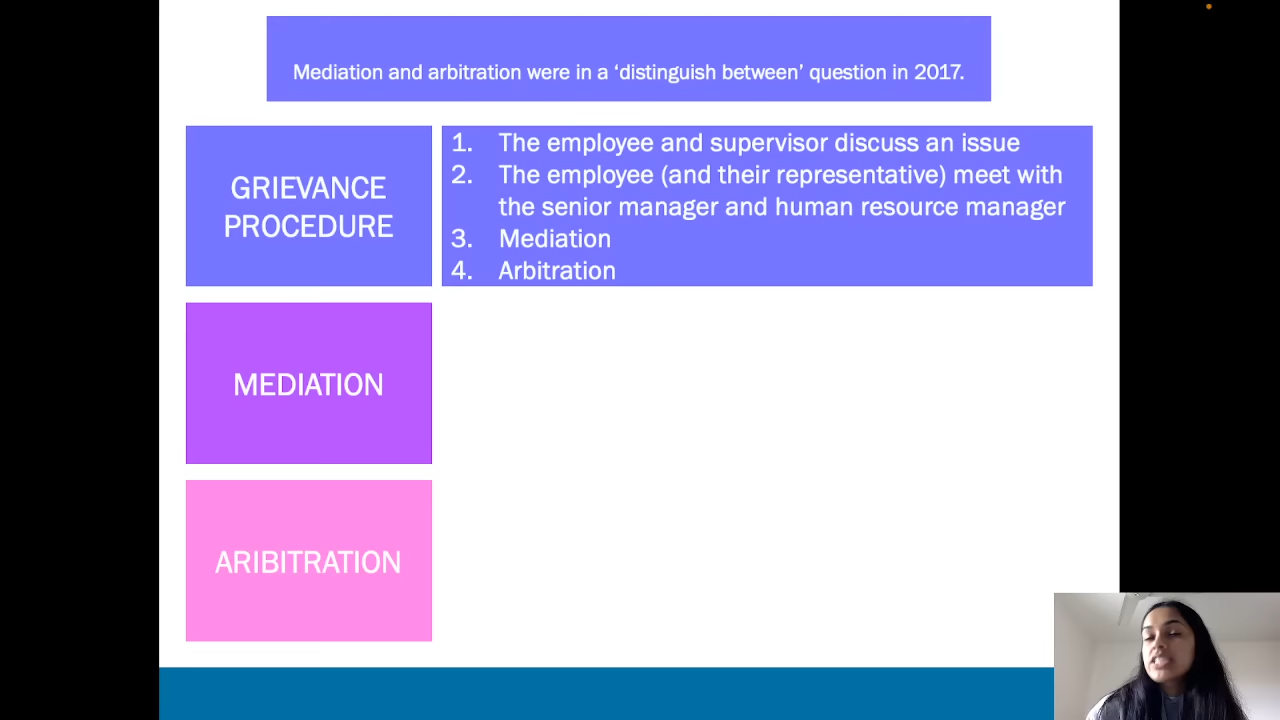 Mediation and arbitration were in a ‘distinguish between’ question in 2017.
GRIEVANCE
PROCEDURE
1. The employee and supervisor discuss an issue
2. The employee (and their representative) meet with
the senior manager and human resource manager
3. Mediation
4. Arbitration
MEDIATION
ARIBITRATION